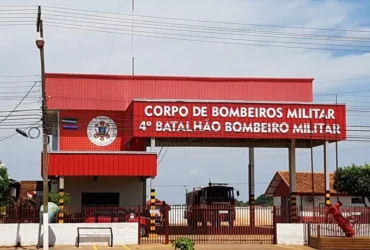 CORPO DE BOMBEIROS MILITAR
4º BATALHÃO BOMBEIRO MILITAR